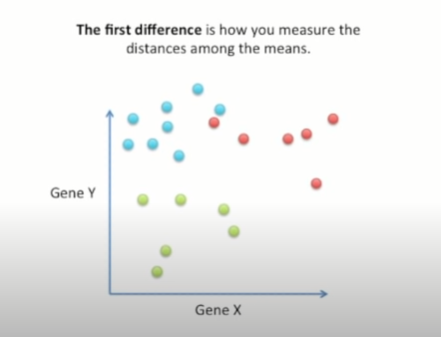 The first difference is how you measure the
distances among the means.
Gene Y
Gene X